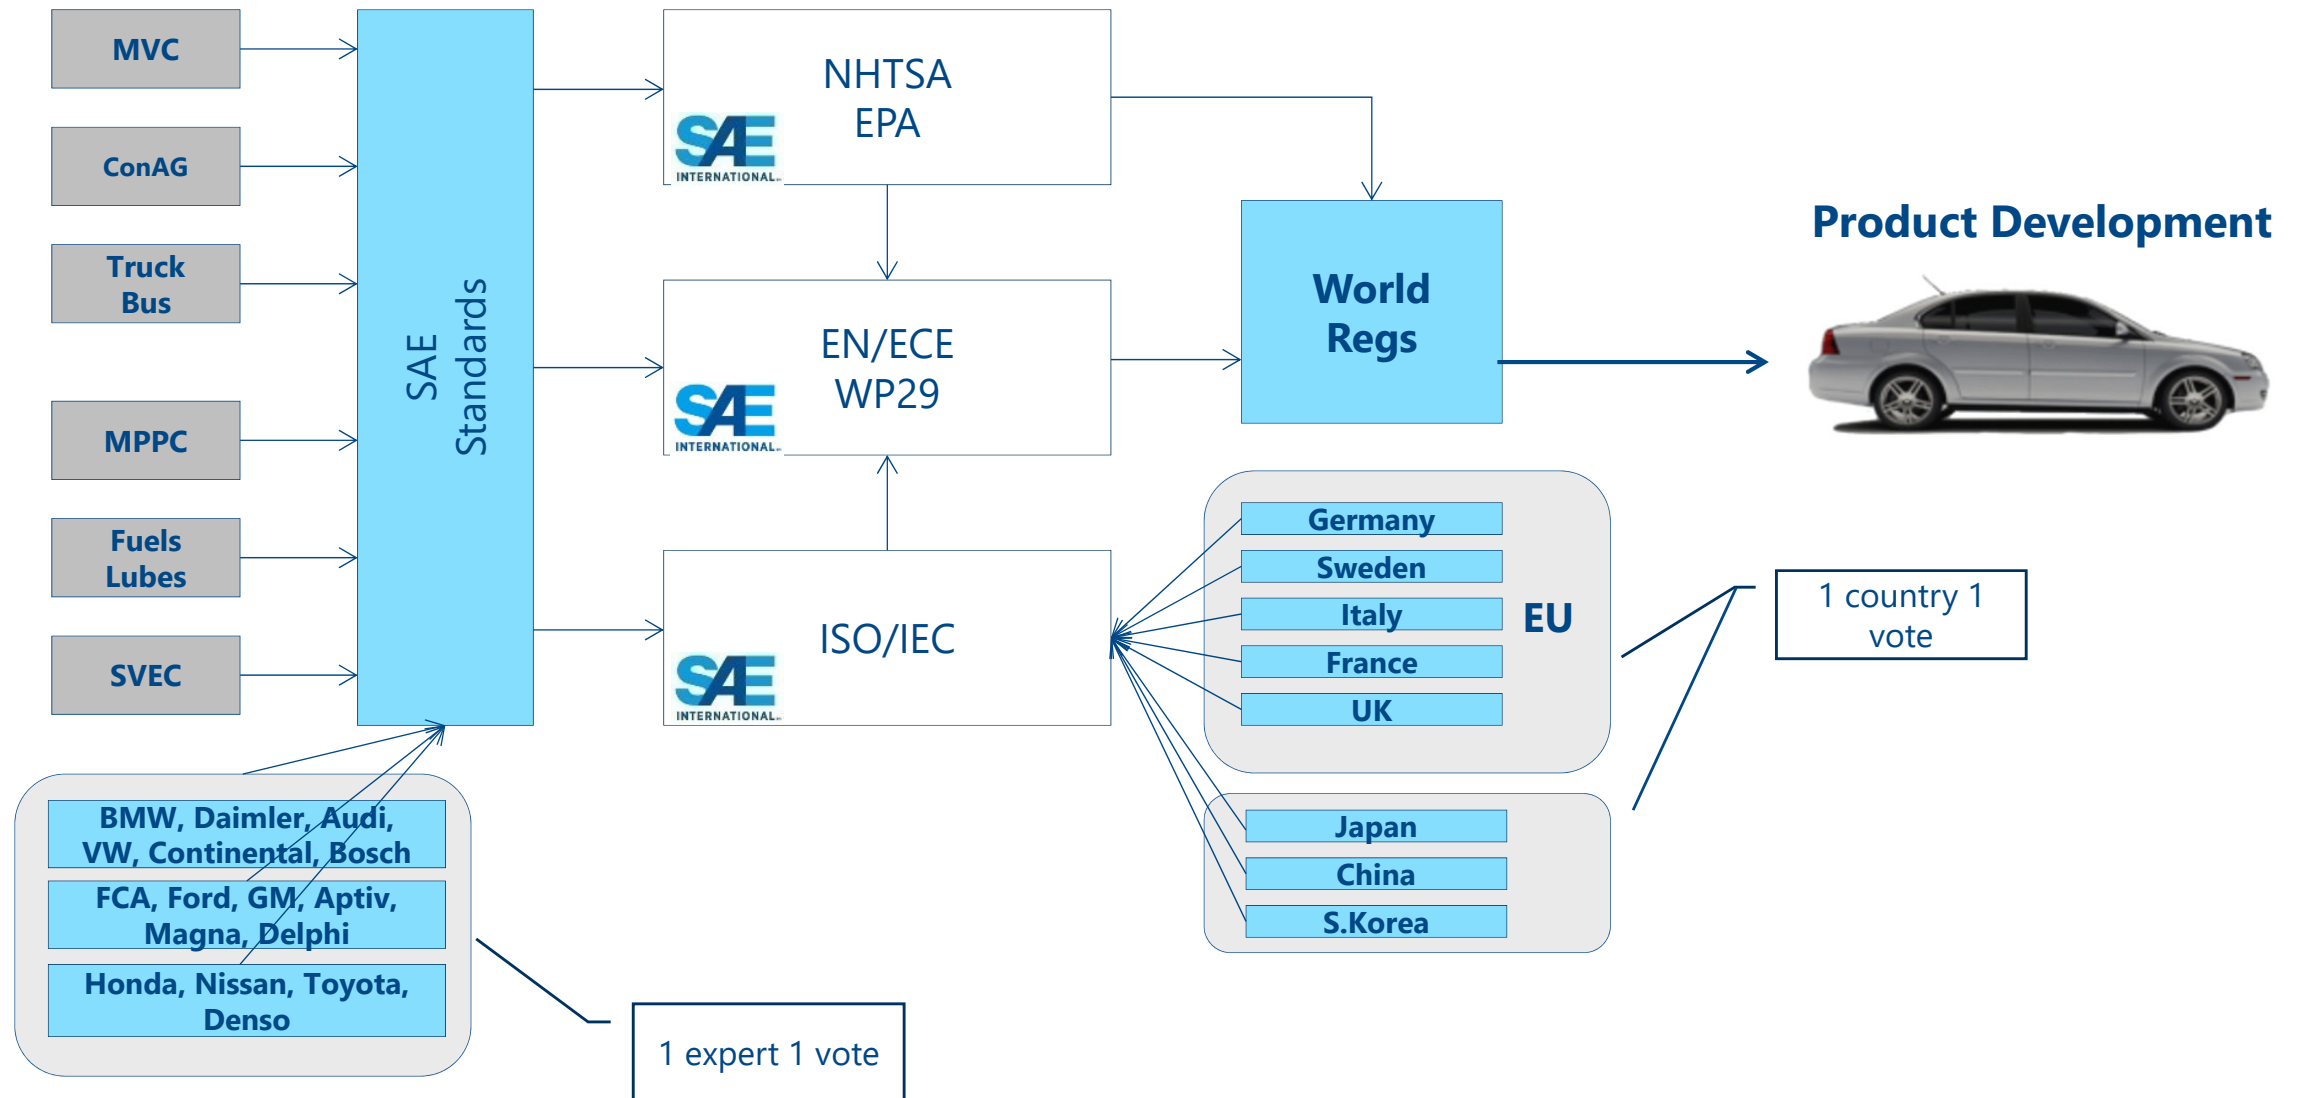 MVC
ConAG
Truck
Bus
MPPC
Fuels
Lubes
SVEC
SAE
Standards
NHTSA
EPA
SAE
INTERNATIONAL
EN/ECE
WP29
SAE
INTERNATIONAL
ISO/IEC
SAE
INTERNATIONAL
World
Regs
Product Development
Germany
Sweden
Italy
France
UK
EU
1 country 1
vote
Japan
China
S.Korea
BMW, Daimler, Audi,
VW, Continental, Bosch
FCA, Ford, GM, Aptiv,
Magna, Delphi
Honda, Nissan, Toyota,
Denso
1 expert 1 vote